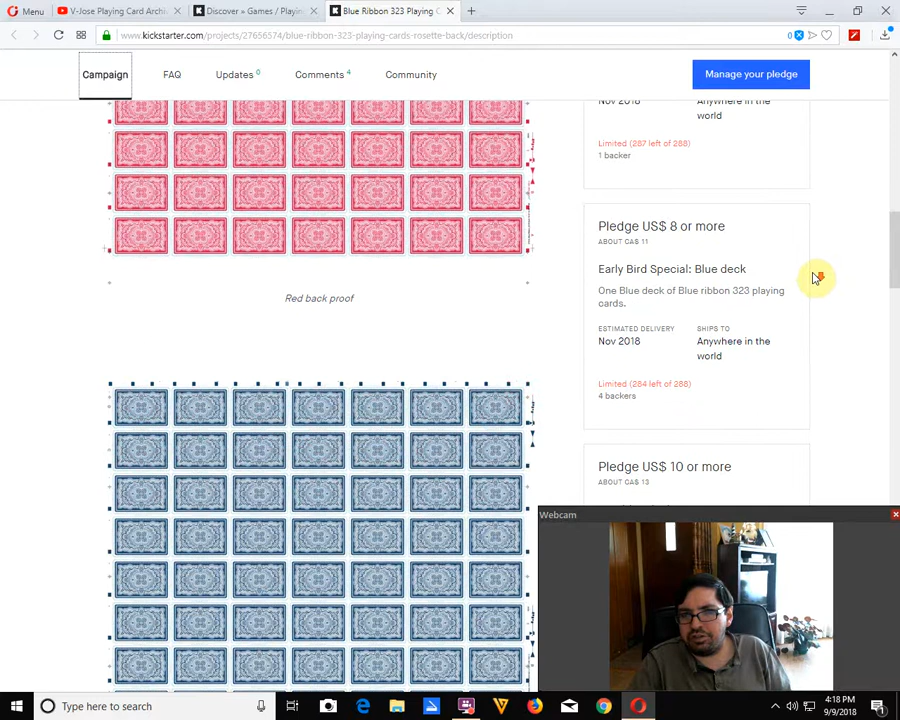 Menu
V-Jose Playing Card Archi
Discover » Games / Playin
Blue Ribbon 323 Playing C
www.kickstarter.com/projects/27656574/blue-ribbon-323-playing-cards-rosette-back/description
Campaign
FAQ
Updates 0
Comments 4
Community
Manage your pledge
Red back proof
Nov 2018
Anywhere in the
world
Limited (287 left of 288)
1 backer
Pledge US$ 8 or more
ABOUT CA$ 11
Early Bird Special: Blue deck
One Blue deck of Blue ribbon 323 playing
cards.
ESTIMATED DELIVERY
SHIPS TO
Nov 2018
Anywhere in the
world
Limited (284 left of 288)
4 backers
Pledge US$ 10 or more
ABOUT CA$ 13
Webcam
Type here to search
4:18 PM
9/9/2018